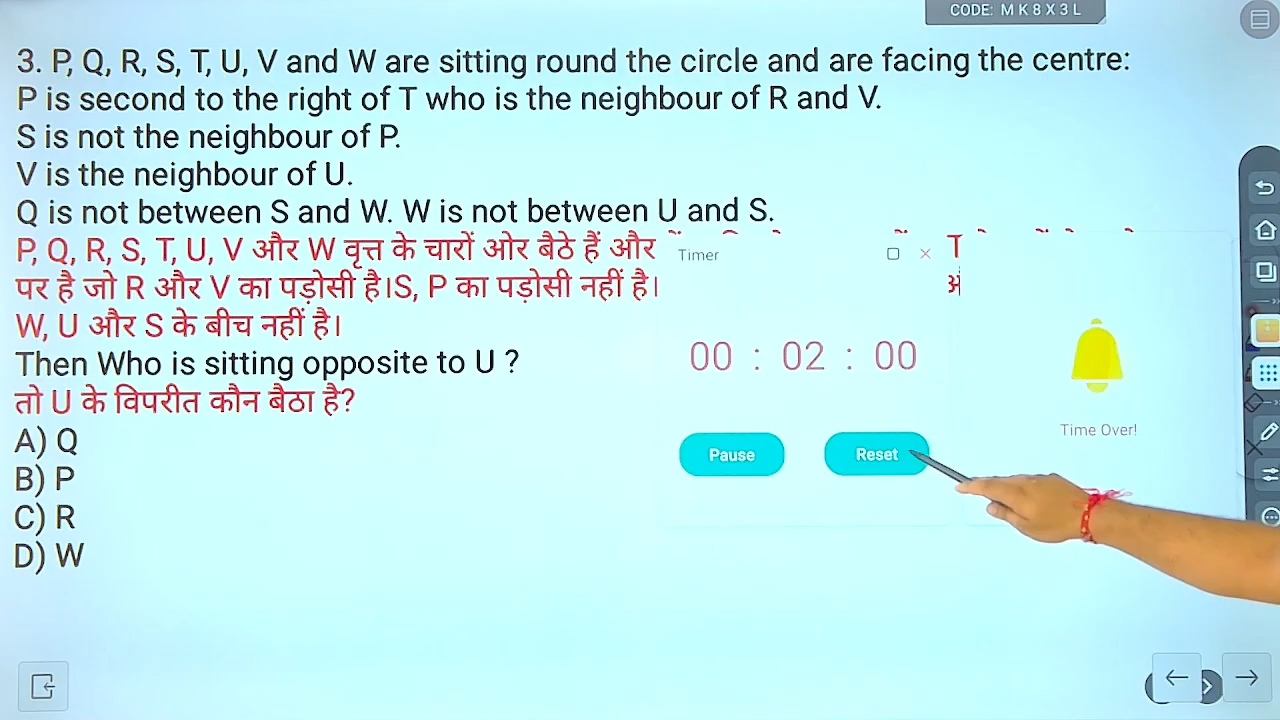 CODE: MK8X3L
3. P, Q, R, S, T, U, V and W are sitting round the circle and are facing the centre:
P is second to the right of T who is the neighbour of R and V.
S is not the neighbour of P.
V is the neighbour of U.
Q is not between S and W. W is not between U and S.
P, Q, R, S, T, U, V और W वृत्त के चारों ओर बैठे हैं और
पर है जो R और V का पड़ोसी है।S, P का पड़ोसी नहीं है।
W, U और S के बीच नहीं है।
Then Who is sitting opposite to U ?
तो U के विपरीत कौन बैठा है?
A) Q
B) P
C) R
D) W
Timer
00 : 02 : 00
Pause
Reset
Time Over!